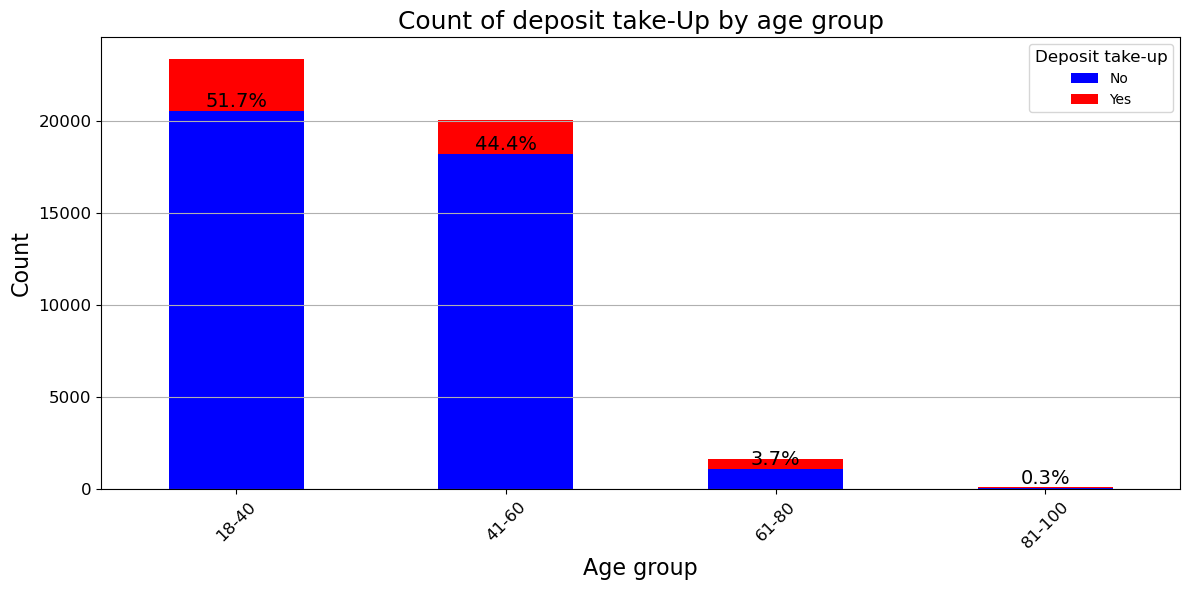 Count of deposit take-Up by age group
Deposit take-up
No
Yes
51.7%
44.4%
3.7%
0.3%
20000
15000
10000
5000
0
Count
18-40
41-60
61-80
81-100
Age group